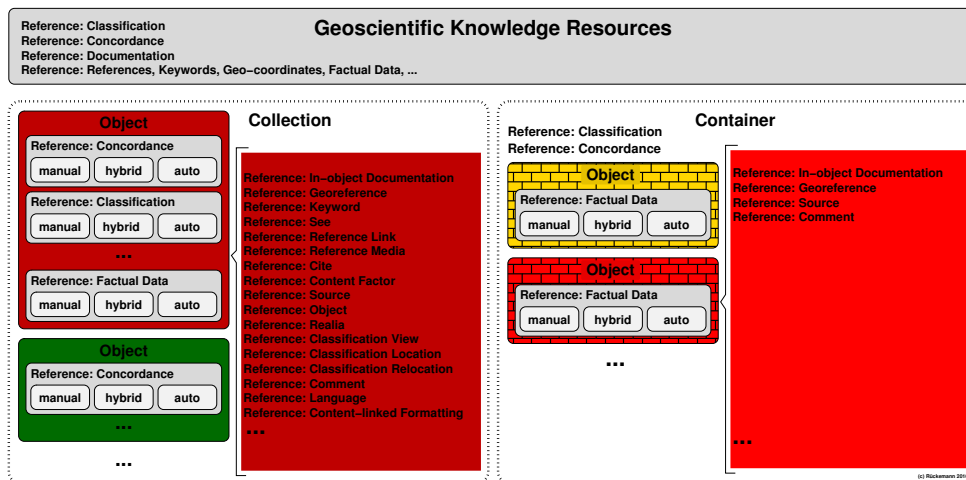 Geoscientific Knowledge Resources
Reference: Classification
Reference: Concordance
Reference: Documentation
Reference: References, Keywords, Geo-coordinates, Factual Data, ...
Collection
Object
Reference: Concordance
manual hybrid auto
Reference: Classification
manual hybrid auto
...
Reference: Factual Data
manual hybrid auto
Object
Reference: Concordance
manual hybrid auto
...
...
Reference: In-object Documentation
Reference: Georeference
Reference: Keyword
Reference: See
Reference: Reference Link
Reference: Reference Media
Reference: Cite
Reference: Content Factor
Reference: Source
Reference: Object
Reference: Realia
Reference: Classification View
Reference: Classification Location
Reference: Classification Relocation
Reference: Comment
Reference: Language
Reference: Content-linked Formatting
...
Container
Reference: Classification
Reference: Concordance
Object
Reference: Factual Data
manual hybrid auto
Object
Reference: Factual Data
manual hybrid auto
...
Reference: In-object Documentation
Reference: Georeference
Reference: Source
Reference: Comment
...
(c) Rückemann